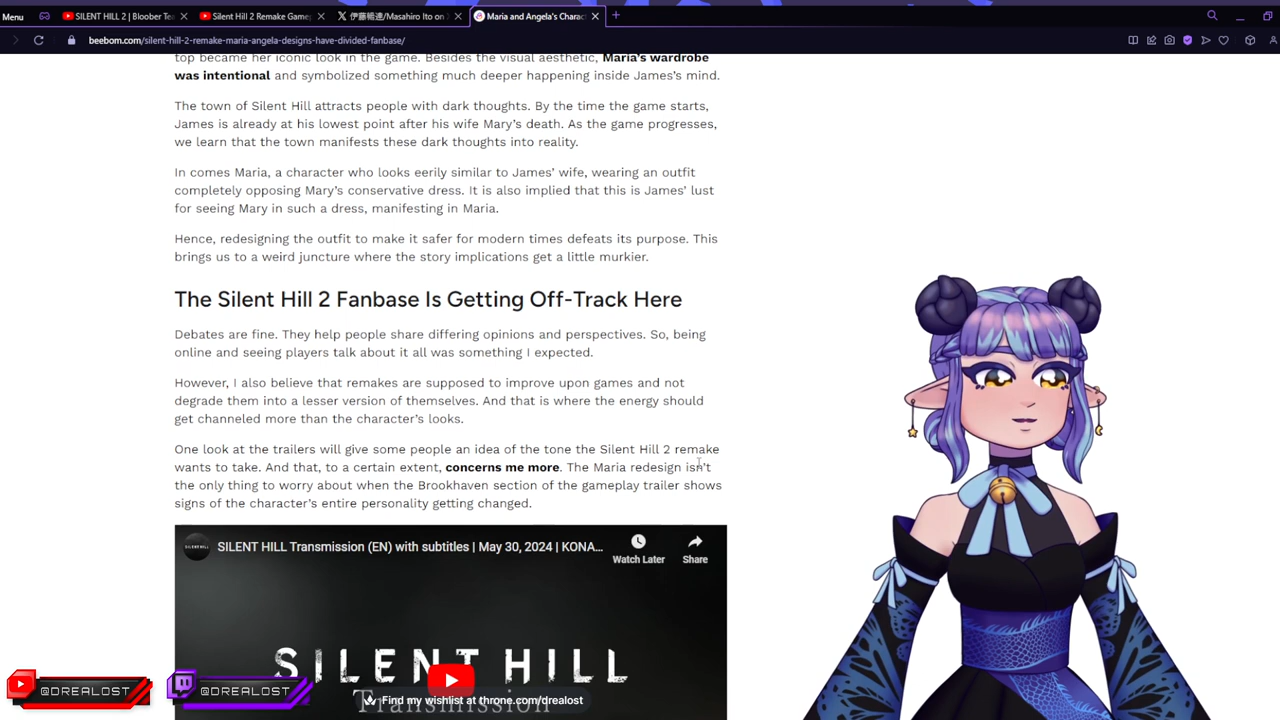 Menu
SILENT HILL 2 | Bloober Tea
Silent Hill 2 Remake Game
伊藤暢達/Masahiro Ito on
Maria and Angela's Charac
beebom.com/silent-hill-2-remake-maria-angela-designs-have-divided-fanbase/
top became her iconic look in the game. Besides the visual aesthetic, Maria's wardrobe
was intentional and symbolized something much deeper happening inside James's mind.
The town of Silent Hill attracts people with dark thoughts. By the time the game starts,
James is already at his lowest point after his wife Mary's death. As the game progresses,
we learn that the town manifests these dark thoughts into reality.
In comes Maria, a character who looks eerily similar to James' wife, wearing an outfit
completely opposing Mary's conservative dress. It is also implied that this is James' lust
for seeing Mary in such a dress, manifesting in Maria.
Hence, redesigning the outfit to make it safer for modern times defeats its purpose. This
brings us to a weird juncture where the story implications get a little murkier.
The Silent Hill 2 Fanbase Is Getting Off-Track Here
Debates are fine. They help people share differing opinions and perspectives. So, being
online and seeing players talk about it all was something I expected.
However, I also believe that remakes are supposed to improve upon games and not
degrade them into a lesser version of themselves. And that is where the energy should
get channeled more than the character's looks.
One look at the trailers will give some people an idea of the tone the Silent Hill 2 remake
wants to take. And that, to a certain extent, concerns me more. The Maria redesign isn't
the only thing to worry about when the Brookhaven section of the gameplay trailer shows
signs of the character's entire personality getting changed.
SILENT HILL Transmission (EN) with subtitles | May 30, 2024 | KONA...
Watch Later
Share
SILENT HILL
Transmission
@DREALOST
@DREALOST
Find my wishlist at throne.com/drealost